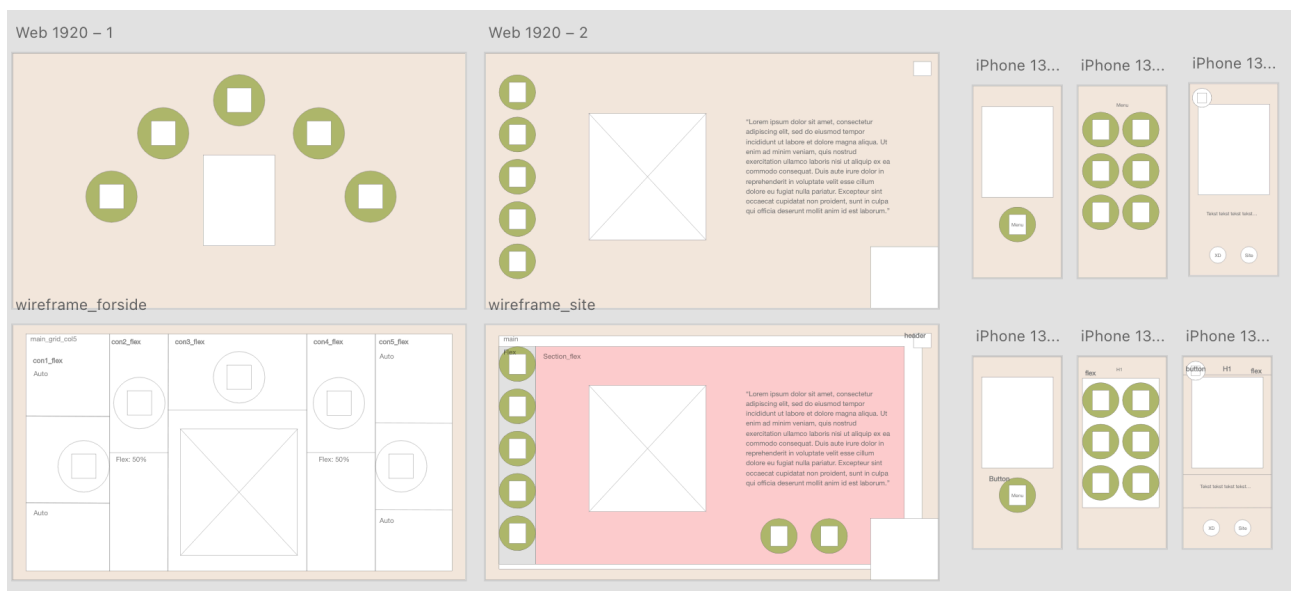 Web 1920 – 1
Web 1920 – 2
"Lorem ipsum dolor sit amet, consectetur
adipiscing elit, sed do eiusmod tempor
incididunt ut labore et dolore magna aliqua. Ut
enim ad minim veniam, quis nostrud
exercitation ullamco laboris nisi ut aliquip ex ea
commodo consequat. Duis aute irure dolor in
reprehenderit in voluptate velit esse cillum
dolore eu fugiat nulla pariatur. Excepteur sint
occaecat cupidatat non proident, sunt in culpa
qui officia deserunt mollit anim id est laborum."
iPhone 13...
Menu
iPhone 13...
Menu
iPhone 13...
Tekst tekst tekst tekst...
XD
Site
wireframe_forside
main_grid_col5
con1_flex
Auto
Auto
con2_flex
Flex: 50%
con3_flex
con4_flex
Flex: 50%
con5_flex
Auto
Auto
wireframe_site
header
main
Flex
Section_flex
"Lorem ipsum dolor sit amet, consectetur
adipiscing elit, sed do eiusmod tempor
incididunt ut labore et dolore magna aliqua. Ut
enim ad minim veniam, quis nostrud
exercitation ullamco laboris nisi ut aliquip ex ea
commodo consequat. Duis aute irure dolor in
reprehenderit in voluptate velit esse cillum
dolore eu fugiat nulla pariatur. Excepteur sint
occaecat cupidatat non proident, sunt in culpa
qui officia deserunt mollit anim id est laborum."
iPhone 13...
Button
Menu
iPhone 13...
flex
H1
iPhone 13...
button
H1
flex
Tekst tekst tekst tekst...
XD
Site